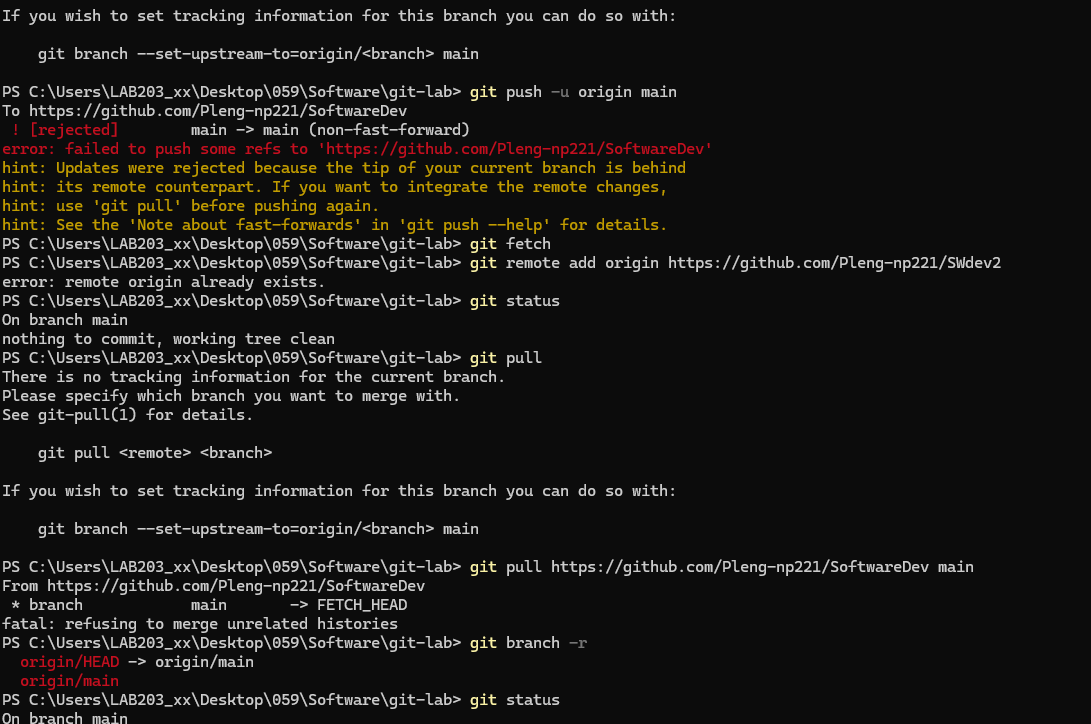 If you wish to set tracking information for this branch you can do so with:
git branch --set-upstream-to=origin/<branch> main
PS C:\Users\LAB203_xx\Desktop\059\Software\git-lab> git push -u origin main
To https://github.com/Pleng-np221/SoftwareDev
! [rejected] main -> main (non-fast-forward)
error: failed to push some refs to 'https://github.com/Pleng-np221/SoftwareDev'
hint: Updates were rejected because the tip of your current branch is behind
hint: its remote counterpart. If you want to integrate the remote changes,
hint: use 'git pull' before pushing again.
hint: See the 'Note about fast-forwards' in 'git push --help' for details.
PS C:\Users\LAB203_xx\Desktop\059\Software\git-lab> git fetch
PS C:\Users\LAB203_xx\Desktop\059\Software\git-lab> git remote add origin https://github.com/Pleng-np221/SWdev2
error: remote origin already exists.
PS C:\Users\LAB203_xx\Desktop\059\Software\git-lab> git status
On branch main
nothing to commit, working tree clean
PS C:\Users\LAB203_xx\Desktop\059\Software\git-lab> git pull
There is no tracking information for the current branch.
Please specify which branch you want to merge with.
See git-pull(1) for details.
git pull <remote> <branch>
If you wish to set tracking information for this branch you can do so with:
git branch --set-upstream-to=origin/<branch> main
PS C:\Users\LAB203_xx\Desktop\059\Software\git-lab> git pull https://github.com/Pleng-np221/SoftwareDev main
From https://github.com/Pleng-np221/SoftwareDev
* branch main -> FETCH_HEAD
fatal: refusing to merge unrelated histories
PS C:\Users\LAB203_xx\Desktop\059\Software\git-lab> git branch -r
origin/HEAD -> origin/main
origin/main
PS C:\Users\LAB203_xx\Desktop\059\Software\git-lab> git status
On branch main